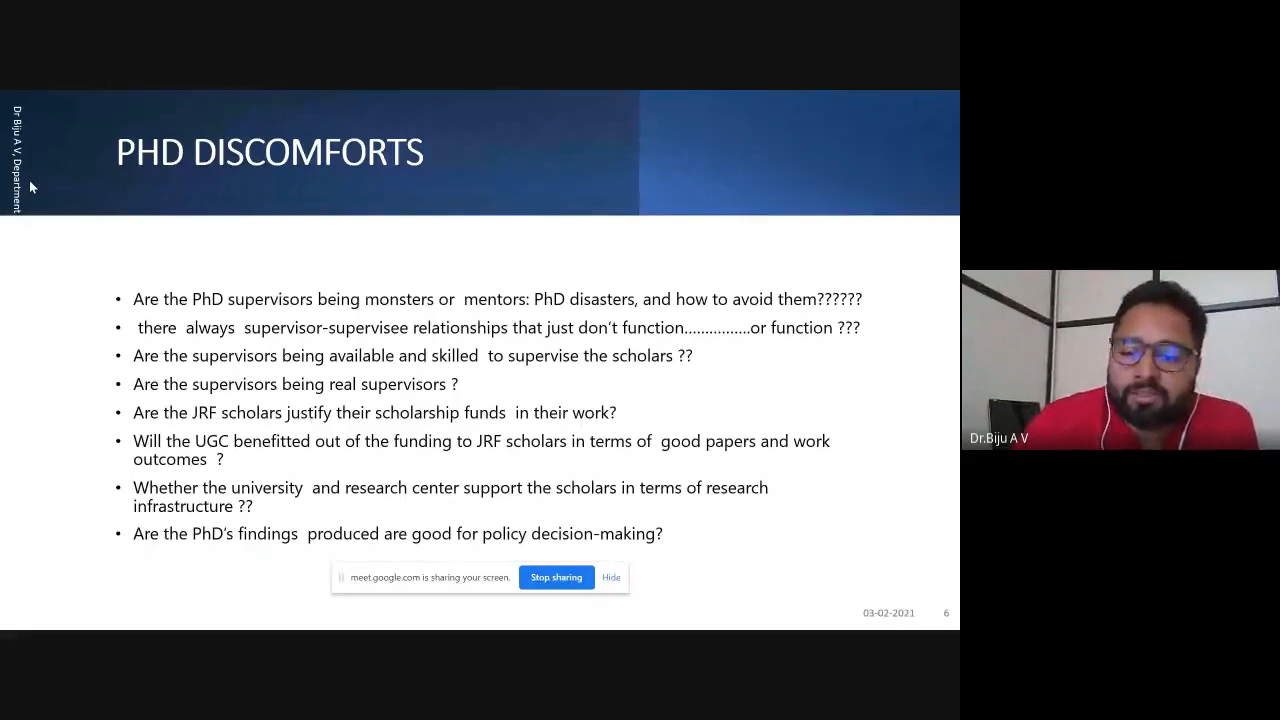 Dr Biju A V, Department
PHD DISCOMFORTS
• Are the PhD supervisors being monsters or mentors: PhD disasters, and how to avoid them??????
• there always supervisor-supervisee relationships that just don't function................or function ???
• Are the supervisors being available and skilled to supervise the scholars ??
• Are the supervisors being real supervisors ?
• Are the JRF scholars justify their scholarship funds in their work?
• Will the UGC benefitted out of the funding to JRF scholars in terms of good papers and work
outcomes ?
• Whether the university and research center support the scholars in terms of research
infrastructure ??
• Are the PhD's findings produced are good for policy decision-making?
meet.google.com is sharing your screen. Stop sharing Hide
03-02-2021 6
Dr.Biju A V